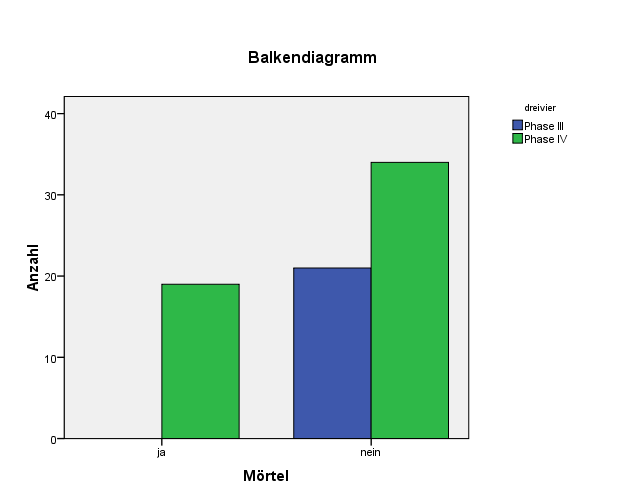 Balkendiagramm
dreivier
Phase III
Phase IV
Anzahl
40
30
20
10
0
ja
nein
Mörtel